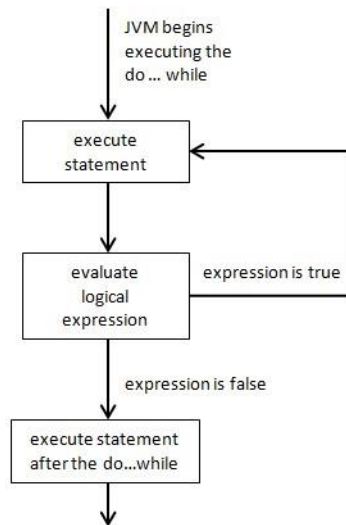 JVM begins
executing the
do ... while
execute
statement
evaluate
logical
expression
expression is true
expression is false
execute statement
after the do...while